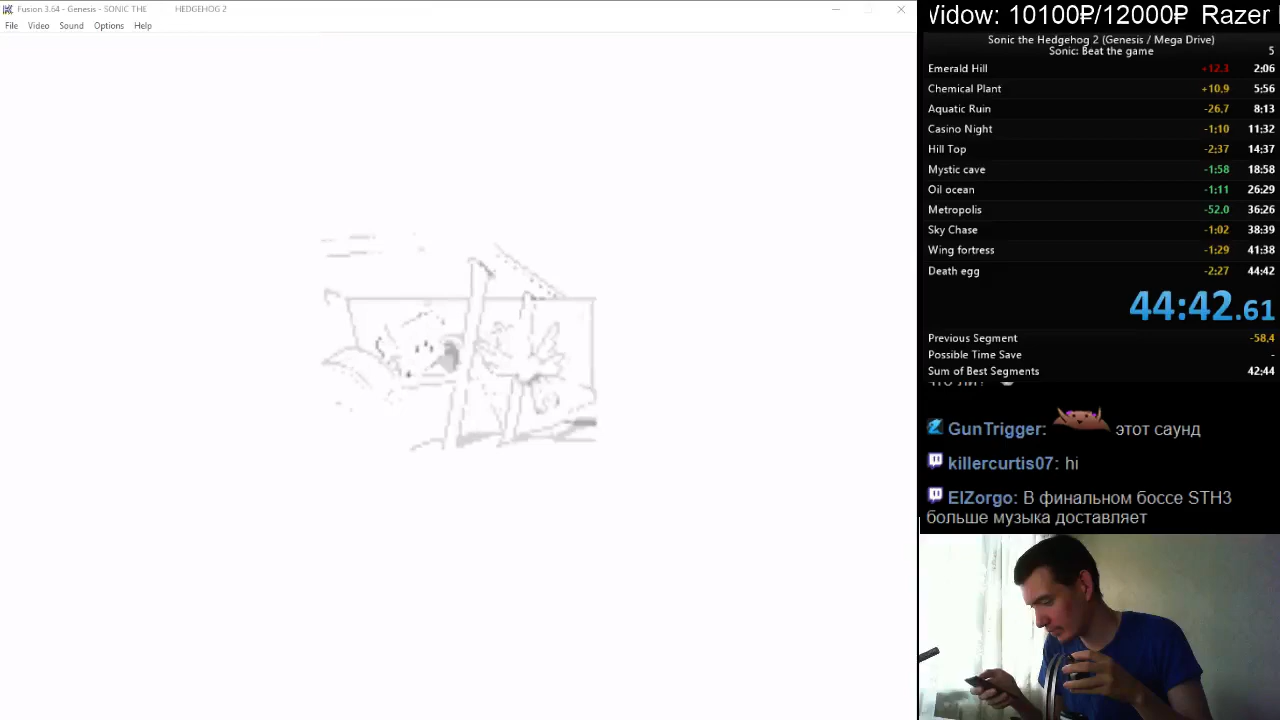 Fusion 3.64 - Genesis - SONIC THE HEDGEHOG 2
File Video Sound Options Help
Widow: 10100₽/12000₽ Razer
Sonic the Hedgehog 2 (Genesis / Mega Drive)
Sonic: Beat the game 5
Emerald Hill +12.3 2:06
Chemical Plant +10.9 5:56
Aquatic Ruin -26.7 8:13
Casino Night -1:10 11:32
Hill Top -2:37 14:37
Mystic cave -1:58 18:58
Oil ocean -1:11 26:29
Metropolis -52.0 36:26
Sky Chase -1:02 38:39
Wing fortress -1:29 41:38
Death egg -2:27 44:42
44:42.61
Previous Segment -58.4
Possible Time Save -
Sum of Best Segments 42:44
что ли?
GunTrigger: этот саунд
killercurtis07: hi
ElZorgo: В финальном боссе STH3
больше музыка доставляет